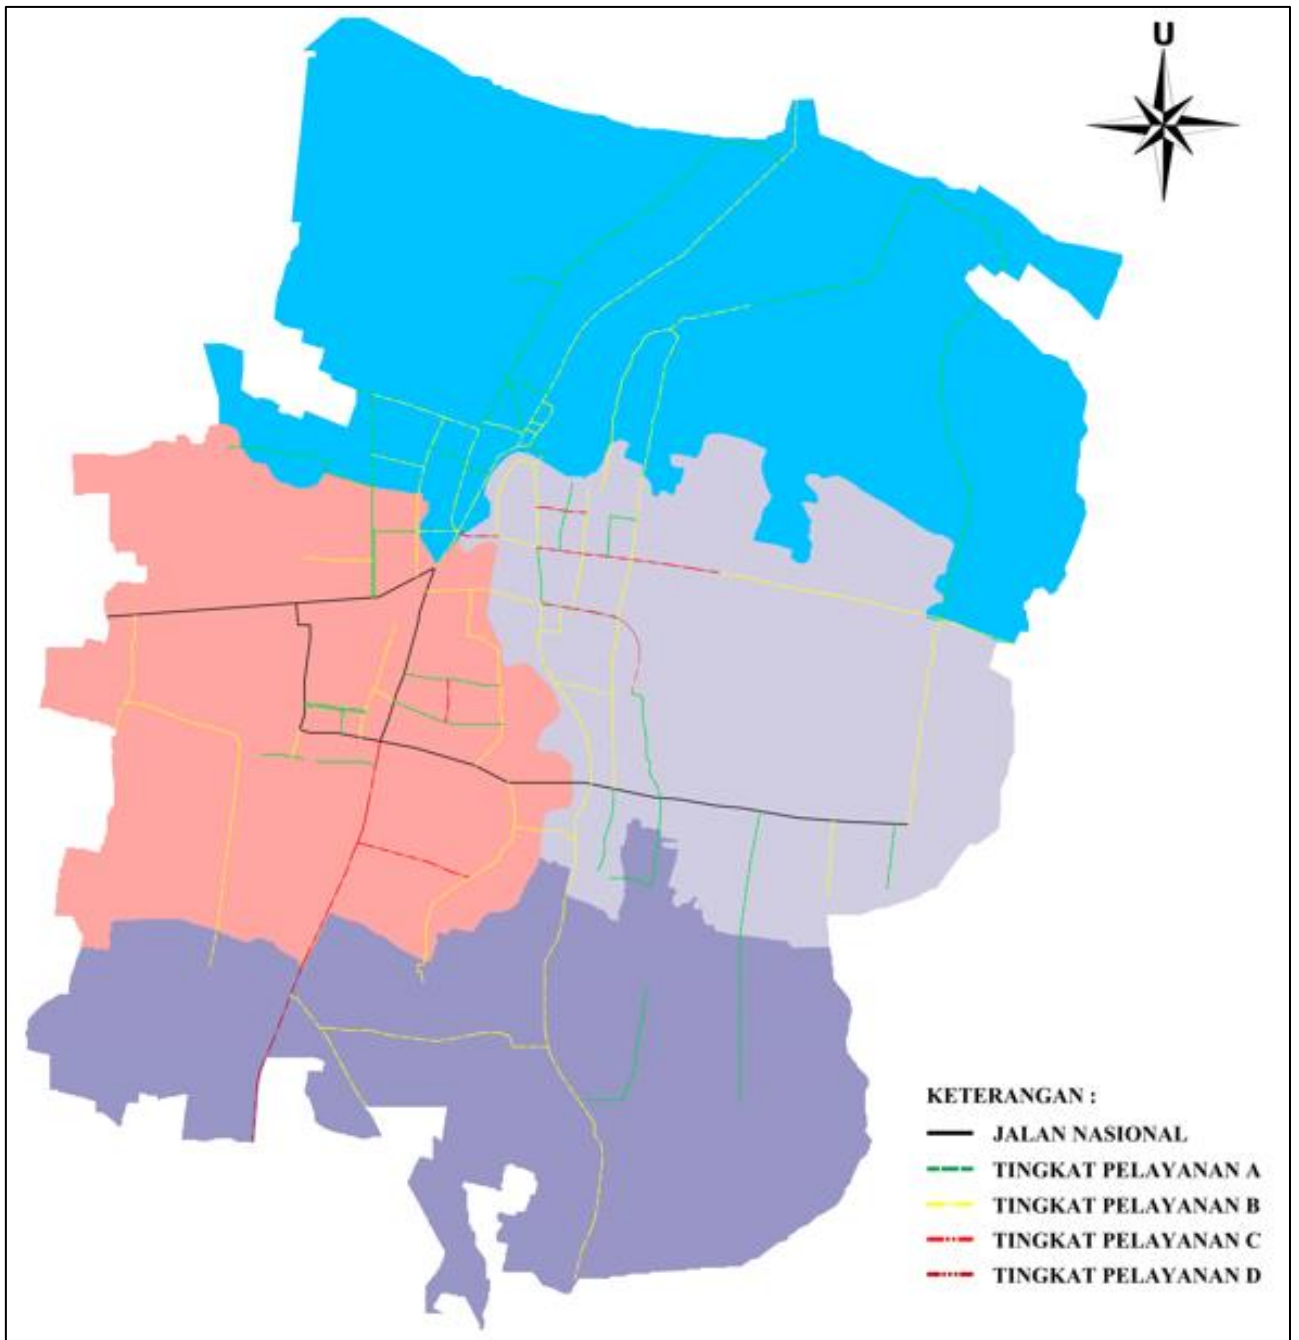 U
KETERANGAN :
JALAN NASIONAL
TINGKAT PELAYANAN A
TINGKAT PELAYANAN B
TINGKAT PELAYANAN C
TINGKAT PELAYANAN D